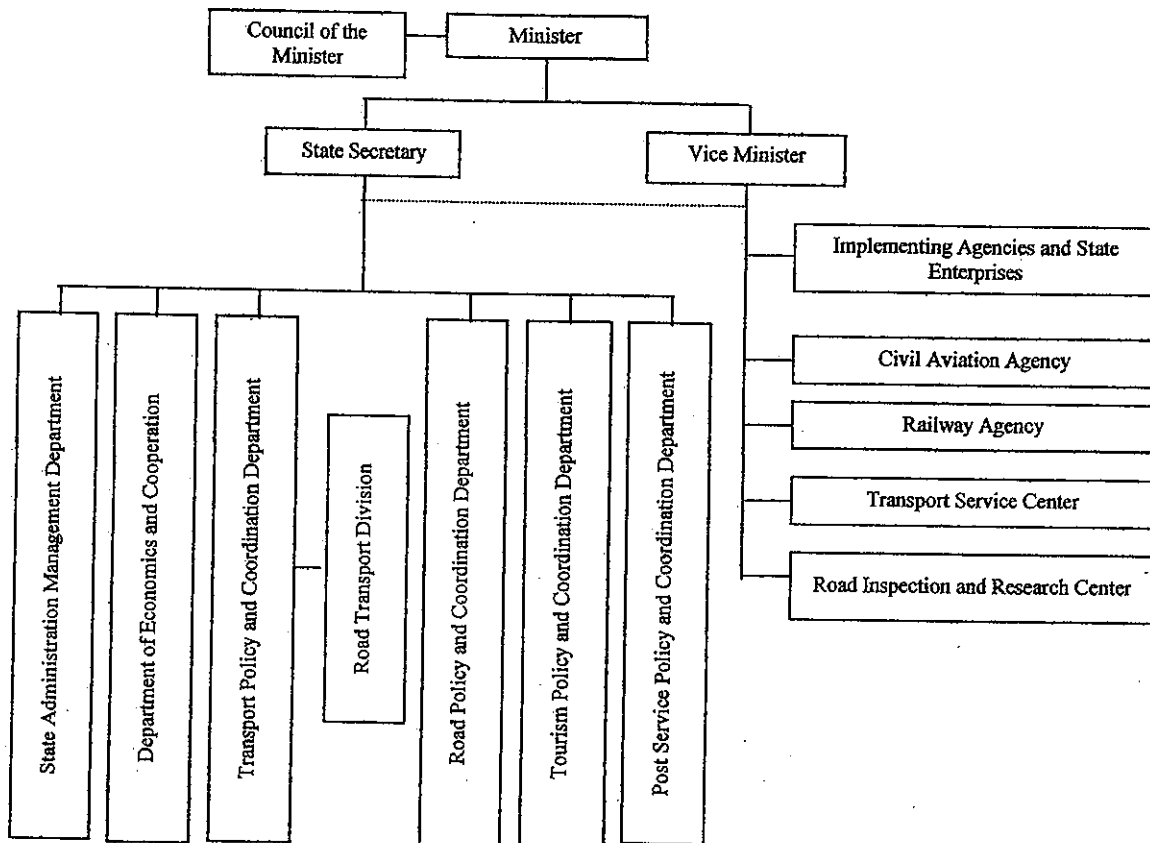 Council of the
Minister
Minister
State Secretary
Vice Minister
Implementing Agencies and State
Enterprises
Civil Aviation Agency
Railway Agency
Transport Service Center
Road Inspection and Research Center
State Administration Management Department
Department of Economics and Cooperation
Transport Policy and Coordination Department
Road Transport Division
Road Policy and Coordination Department
Tourism Policy and Coordination Department
Post Service Policy and Coordination Department